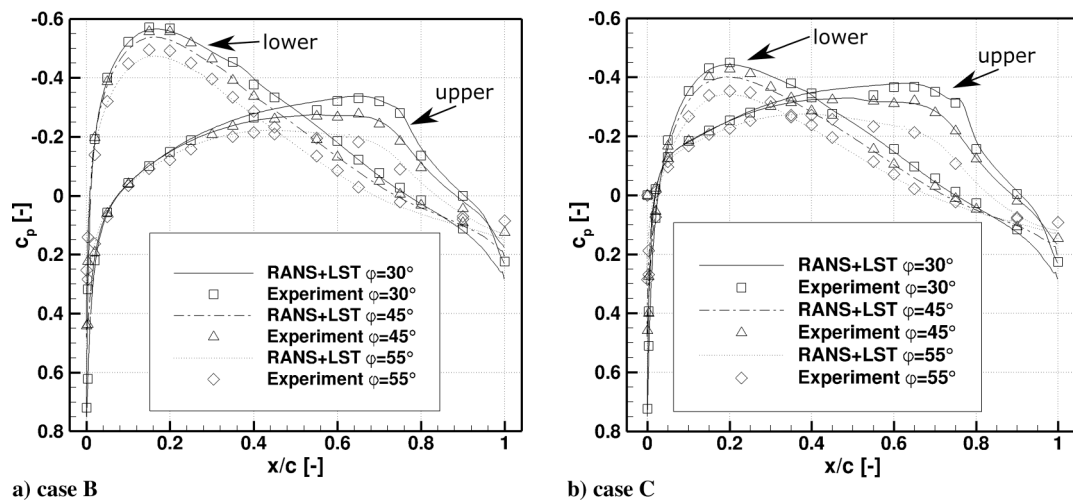 -0.6
-0.4
-0.2
0
0.2
0.4
0.6
0.8
cp [-]
0 0.2 0.4 0.6 0.8 1
x/c [-]
lower
upper
RANS+LST φ=30°
Experiment φ=30°
RANS+LST φ=45°
Experiment φ=45°
RANS+LST φ=55°
Experiment φ=55°
a) case B
-0.6
-0.4
-0.2
0
0.2
0.4
0.6
0.8
cp [-]
0 0.2 0.4 0.6 0.8 1
x/c [-]
lower
upper
RANS+LST φ=30°
Experiment φ=30°
RANS+LST φ=45°
Experiment φ=45°
RANS+LST φ=55°
Experiment φ=55°
b) case C